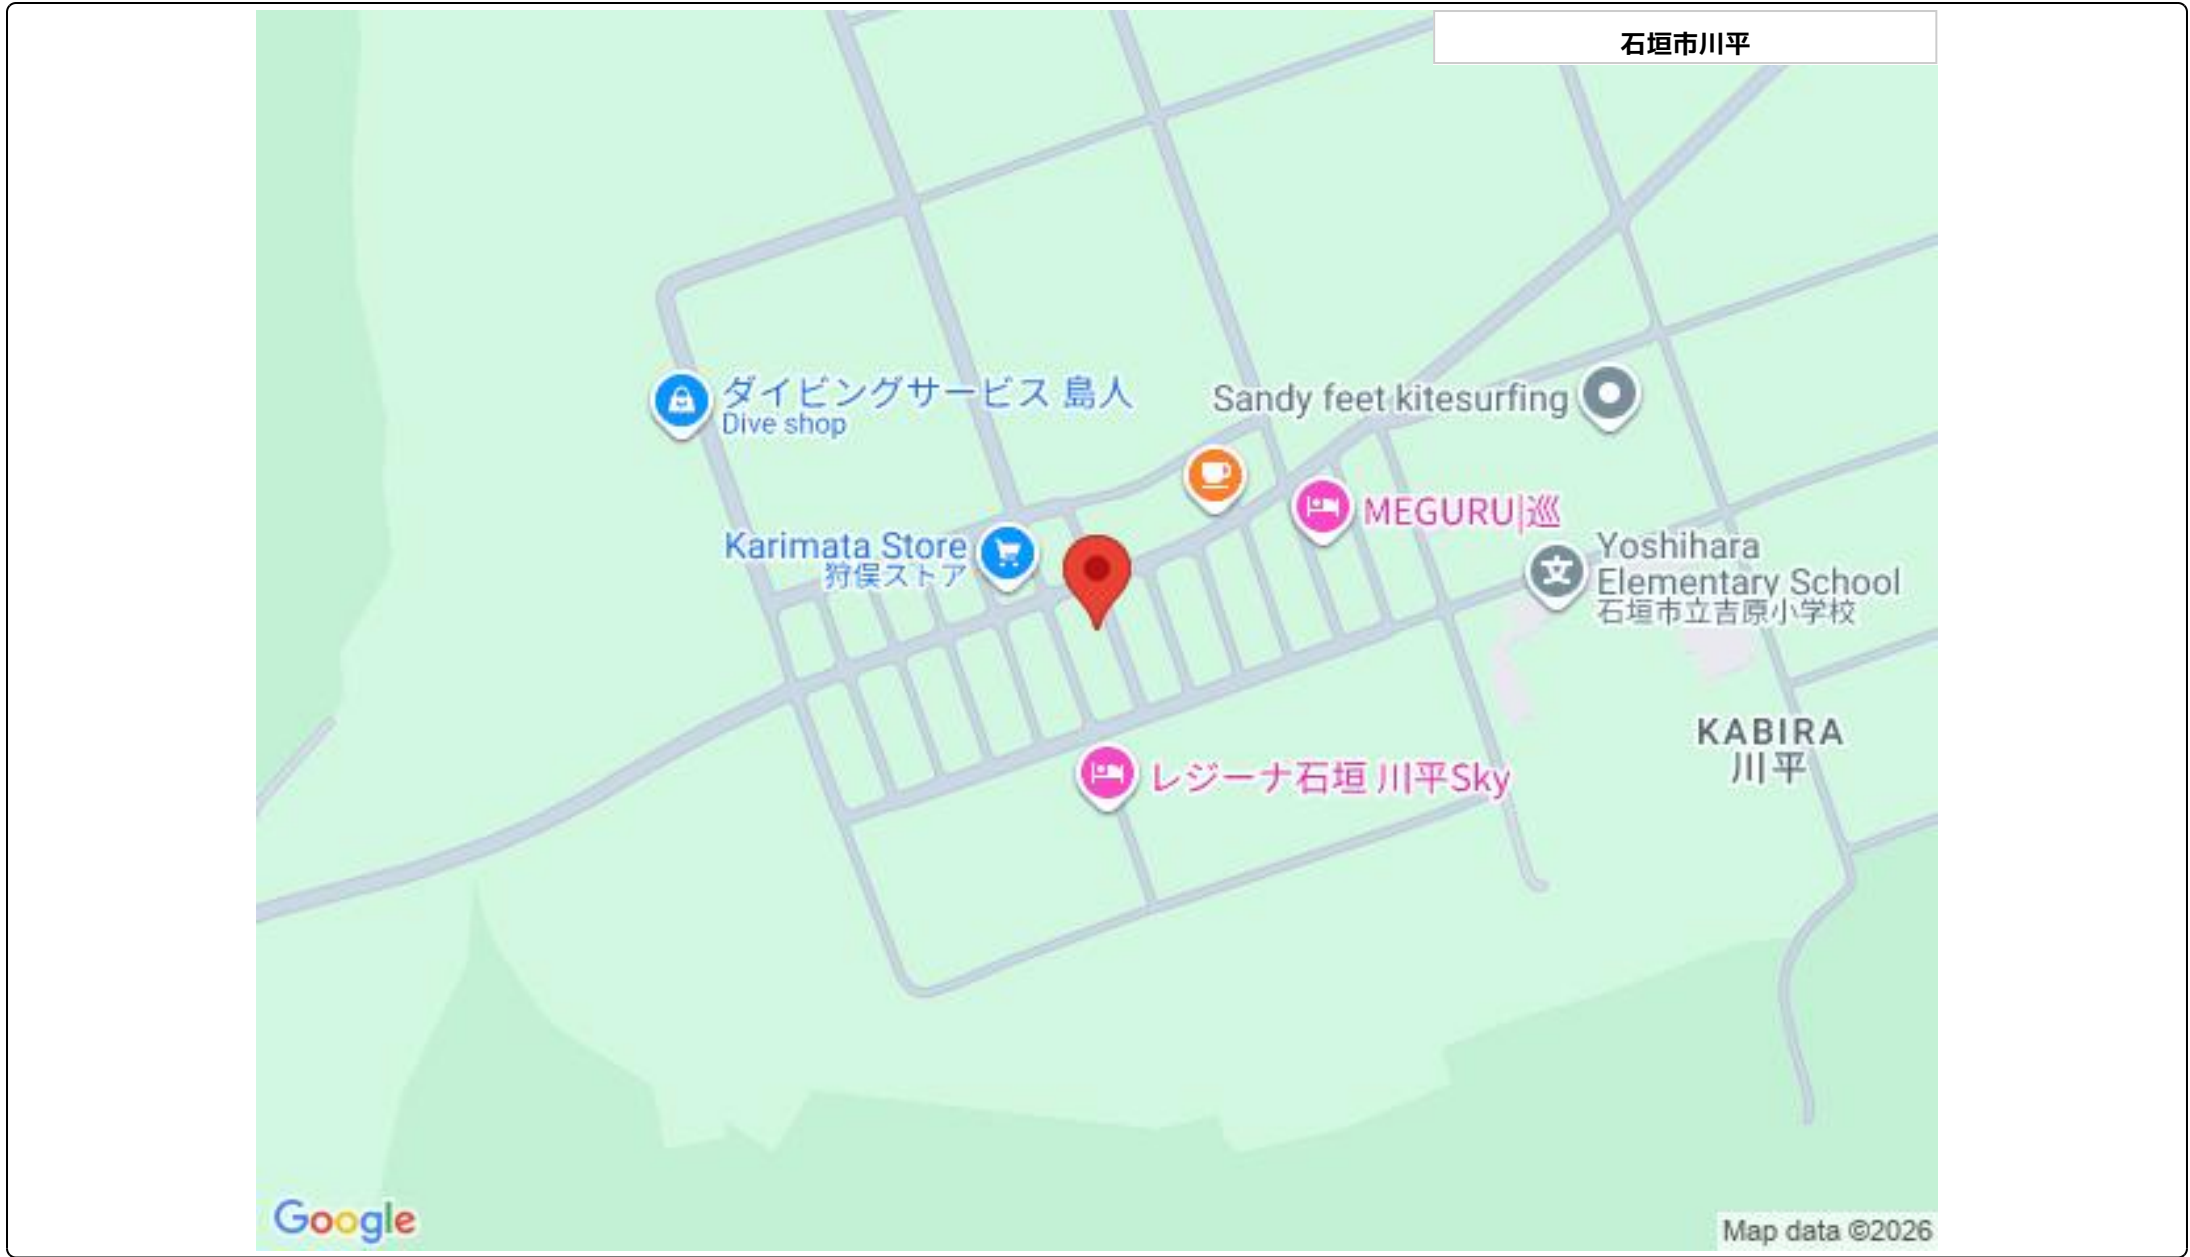 石垣市川平
ダイビングサービス 島人
Dive shop
Sandy feet kitesurfing
MEGURU|巡
Karimata Store
狩俣ストア
文
Yoshihara
Elementary School
石垣市立吉原小学校
KABIRA
川平
レジーナ石垣 川平Sky
Google
Map data ©2026